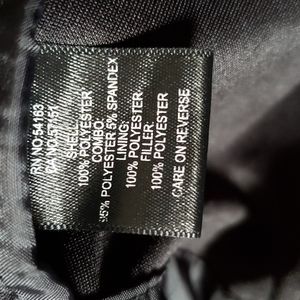 RN NO 54163
CA NO 57151
SHELL:
100% POLYESTER
COMBO:
95% POLYESTER 5% SPANDEX
LINING:
100% POLYESTER
FILLER:
100% POLYESTER
CARE ON REVERSE